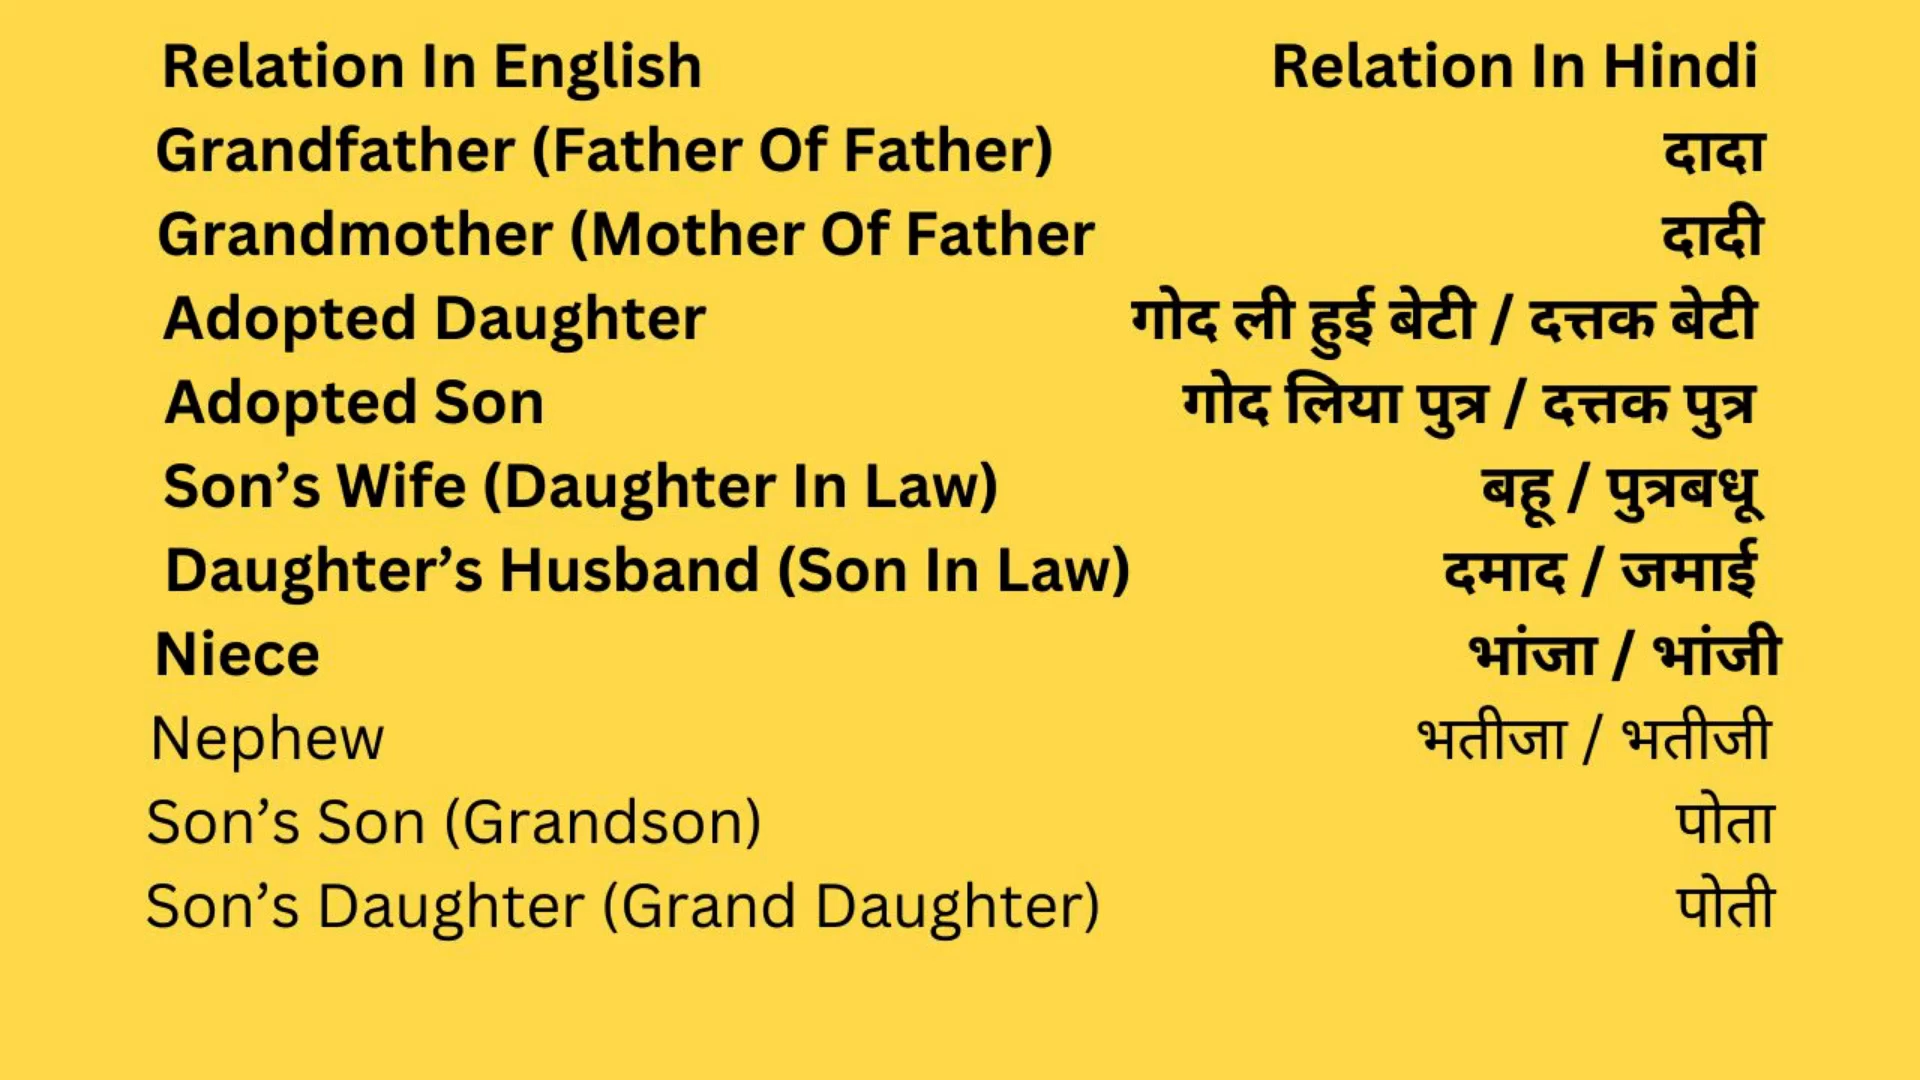 Relation In English Relation In Hindi
Grandfather (Father Of Father) दादा
Grandmother (Mother Of Father दादी
Adopted Daughter गोद ली हुई बेटी / दत्तक बेटी
Adopted Son गोद लिया पुत्र / दत्तक पुत्र
Son’s Wife (Daughter In Law) बहू / पुत्रबधू
Daughter’s Husband (Son In Law) दमाद / जमाई
Niece भांजा / भांजी
Nephew भतीजा / भतीजी
Son’s Son (Grandson) पोता
Son’s Daughter (Grand Daughter) पोती